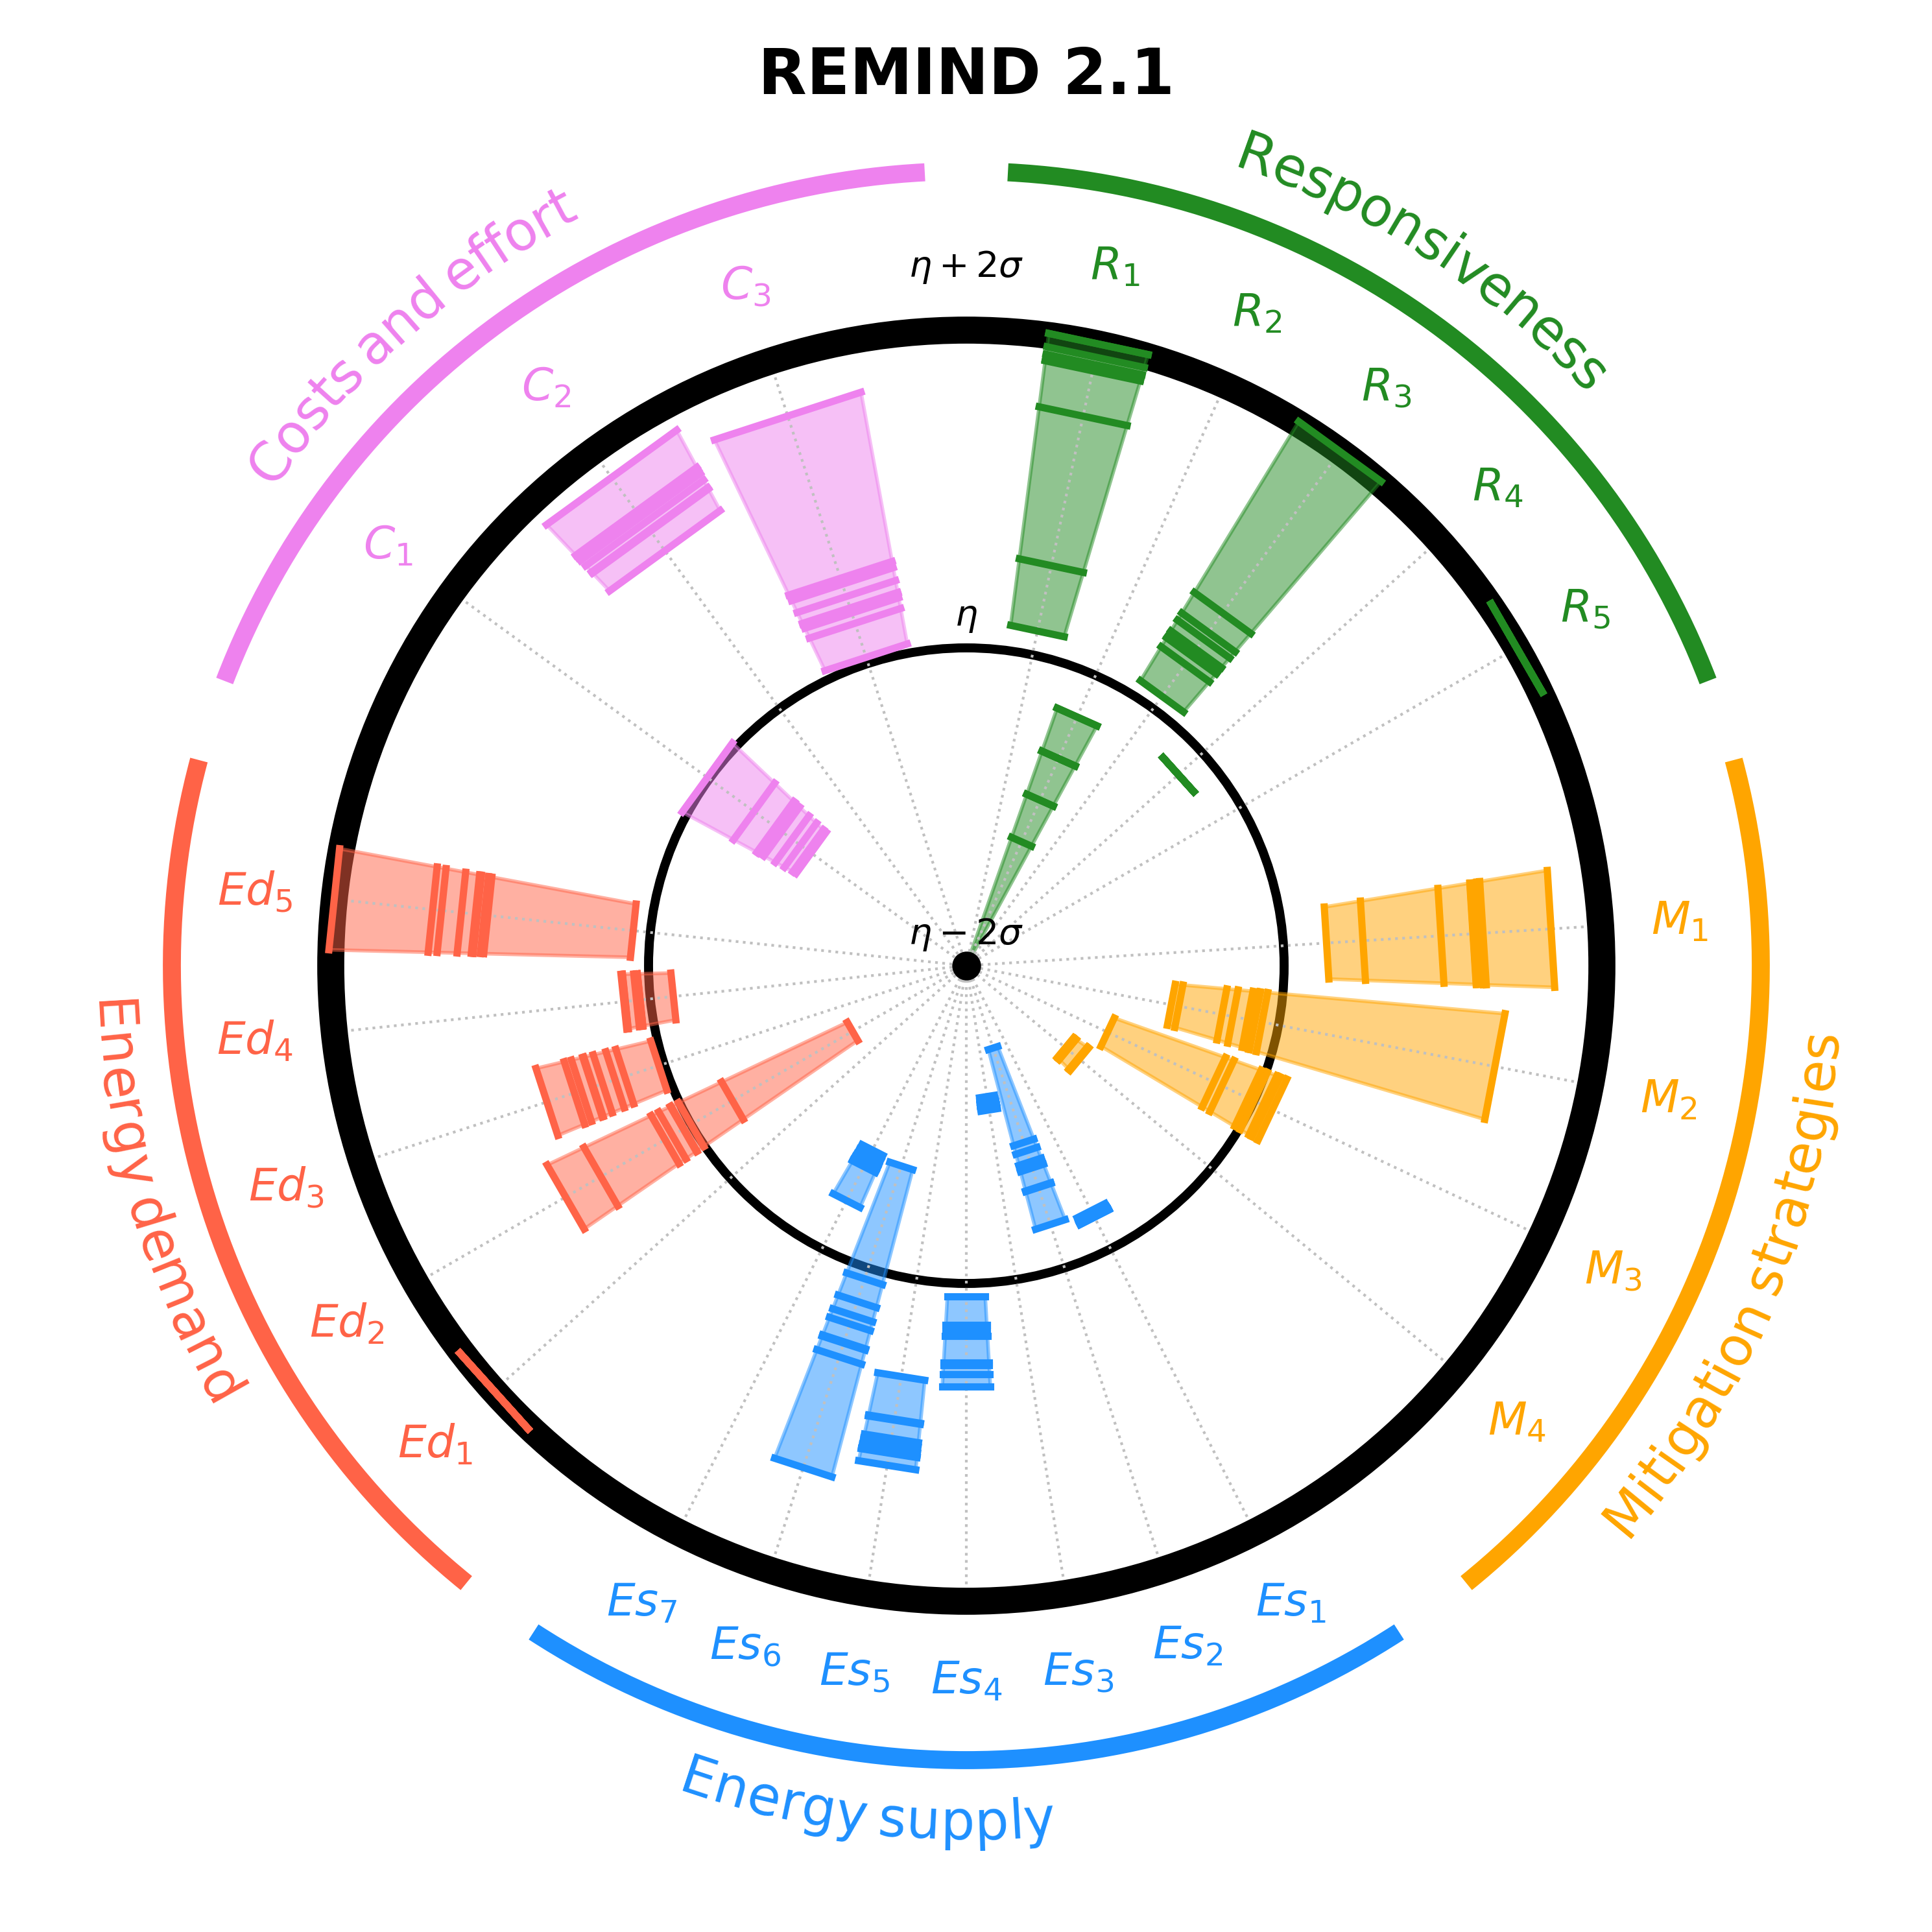 REMIND 2.1
Responsiveness
Costs and effort
η + 2σ
R₁
C₃
R₂
C₂
R₃
R₄
C₁
R₅
η
Ed₅
M₁
η − 2σ
Ed₄
M₂
Energy demand
Mitigation strategies
Ed₃
M₃
Ed₂
M₄
Ed₁
Es₇
Es₁
Es₆
Es₂
Es₅
Es₃
Es₄
Energy supply